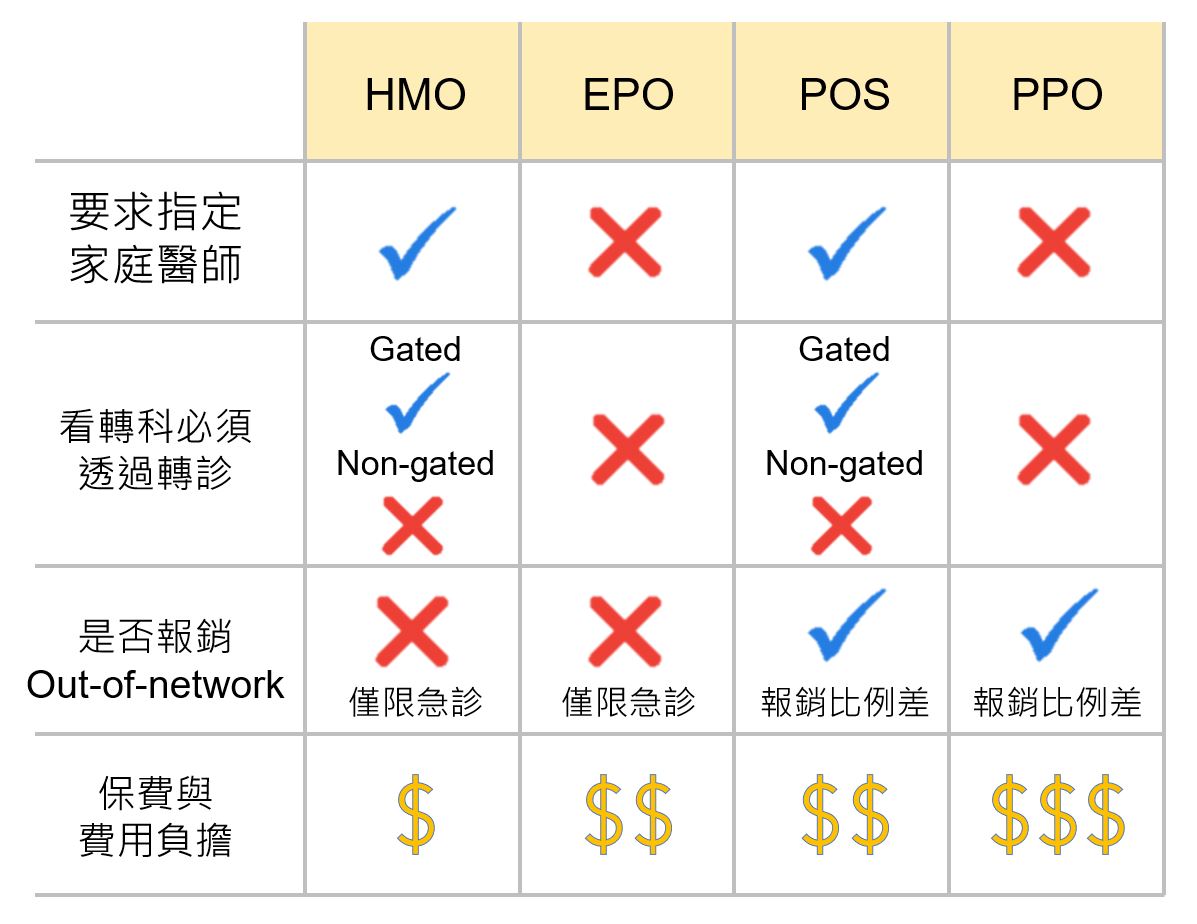 HMO EPO POS PPO
要求指定
家庭醫師
Gated Gated
Non-gated Non-gated
看轉科必須
透過轉診
是否報銷
Out-of-network
僅限急診 僅限急診 報銷比例差 報銷比例差
保費與
費用負擔
$ $$ $$ $$$